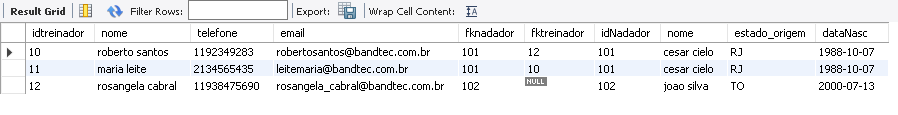 Result Grid Filter Rows: Export: Wrap Cell Content: IA
idtreinador nome telefone email fknadador fktreinador idNadador nome estado_origem dataNasc
10 roberto santos 1192349283 robertosantos@bandtec.com.br 101 12 101 cesar cielo RJ 1988-10-07
11 maria leite 2134565435 leitemaria@bandtec.com.br 101 10 101 cesar cielo RJ 1988-10-07
12 rosangela cabral 11938475690 rosangela_cabral@bandtec.com.br 102 NULL 102 joao silva TO 2000-07-13